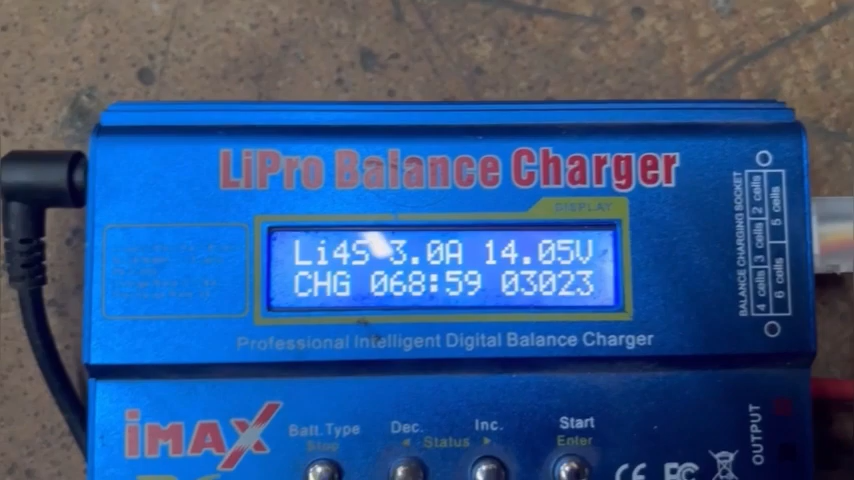 LiPro Balance Charger
DISPLAY
Li4S 3.0A 14.05V
CHG 068:59 03023
Professional Intelligent Digital Balance Charger
BALANCE CHARGING SOCKET
2 cells
3 cells
4 cells
5 cells
6 cells
iMAX
Batt.Type
Stop
Dec.
Inc.
◄ Status ►
Start
Enter
OUTPUT
CE FC